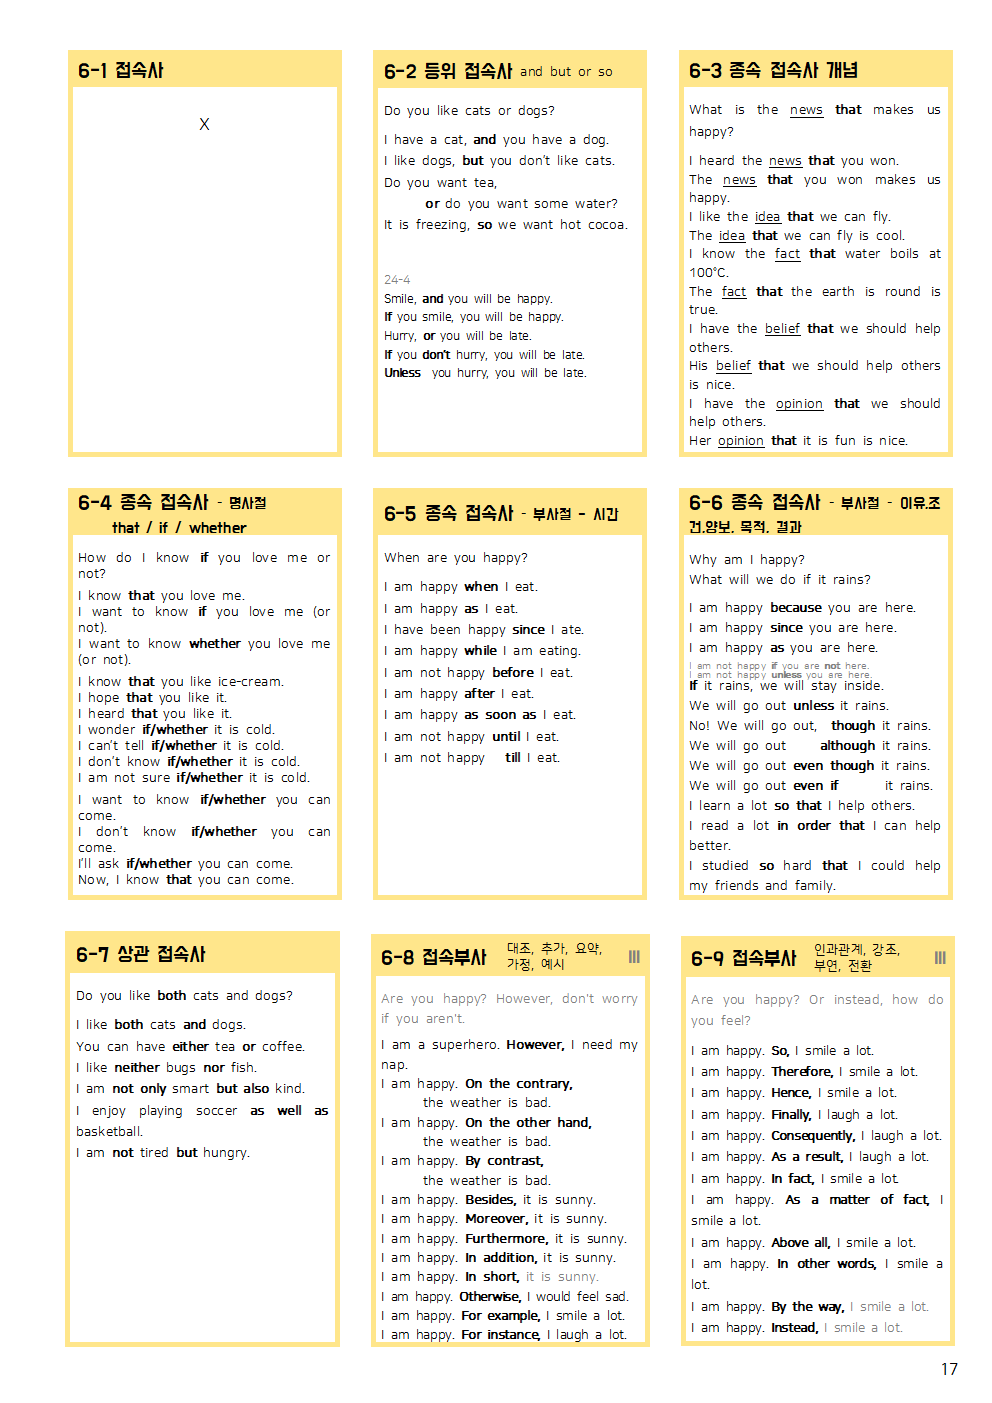 6-1 접속사
X
6-2 등위 접속사 and but or so
Do you like cats or dogs?
I have a cat, and you have a dog.
I like dogs, but you don't like cats.
Do you want tea,
or do you want some water?
It is freezing, so we want hot cocoa.
24-4
Smile, and you will be happy.
If you smile, you will be happy.
Hurry, or you will be late.
If you don't hurry, you will be late.
Unless you hurry, you will be late.
6-3 종속 접속사 개념
What is the news that makes us
happy?
I heard the news that you won.
The news that you won makes us
happy.
I like the idea that we can fly.
The idea that we can fly is cool.
I know the fact that water boils at
100°C.
The fact that the earth is round is
true.
I have the belief that we should help
others.
His belief that we should help others
is nice.
I have the opinion that we should
help others.
Her opinion that it is fun is nice.
6-4 종속 접속사 - 명사절
that / if / whether
How do I know if you love me or
not?
I know that you love me.
I want to know if you love me (or
not).
I want to know whether you love me
(or not).
I know that you like ice-cream.
I hope that you like it.
I heard that you like it.
I wonder if/whether it is cold.
I can't tell if/whether it is cold.
I don't know if/whether it is cold.
I am not sure if/whether it is cold.
I want to know if/whether you can
come.
I don't know if/whether you can
come.
I'll ask if/whether you can come.
Now, I know that you can come.
6-5 종속 접속사 - 부사절 - 시간
When are you happy?
I am happy when I eat.
I am happy as I eat.
I have been happy since I ate.
I am happy while I am eating.
I am not happy before I eat.
I am happy after I eat.
I am happy as soon as I eat.
I am not happy until I eat.
I am not happy till I eat.
6-6 종속 접속사 - 부사절 - 이유,조
건,양보, 목적, 결과
Why am I happy?
What will we do if it rains?
I am happy because you are here.
I am happy since you are here.
I am happy as you are here.
I am not happy if you are not here.
I am not happy unless you are here.
If it rains, we will stay inside.
We will go out unless it rains.
No! We will go out, though it rains.
We will go out although it rains.
We will go out even though it rains.
We will go out even if it rains.
I learn a lot so that I help others.
I read a lot in order that I can help
better.
I studied so hard that I could help
my friends and family.
6-7 상관 접속사
Do you like both cats and dogs?
I like both cats and dogs.
You can have either tea or coffee.
I like neither bugs nor fish.
I am not only smart but also kind.
I enjoy playing soccer as well as
basketball.
I am not tired but hungry.
6-8 접속부사 대조, 추가, 요약,
가정, 예시
III
Are you happy? However, don't worry
if you aren't.
I am a superhero. However, I need my
nap.
I am happy. On the contrary,
the weather is bad.
I am happy. On the other hand,
the weather is bad.
I am happy. By contrast,
the weather is bad.
I am happy. Besides, it is sunny.
I am happy. Moreover, it is sunny.
I am happy. Furthermore, it is sunny.
I am happy. In addition, it is sunny.
I am happy. In short, it is sunny.
I am happy. Otherwise, I would feel sad.
I am happy. For example, I smile a lot.
I am happy. For instance, I laugh a lot.
6-9 접속부사 인과관계, 강조,
부연, 전환
III
Are you happy? Or instead, how do
you feel?
I am happy. So, I smile a lot.
I am happy. Therefore, I smile a lot.
I am happy. Hence, I smile a lot.
I am happy. Finally, I laugh a lot.
I am happy. Consequently, I laugh a lot.
I am happy. As a result, I laugh a lot.
I am happy. In fact, I smile a lot.
I am happy. As a matter of fact, I
smile a lot.
I am happy. Above all, I smile a lot.
I am happy. In other words, I smile a
lot.
I am happy. By the way, I smile a lot.
I am happy. Instead, I smile a lot.
17